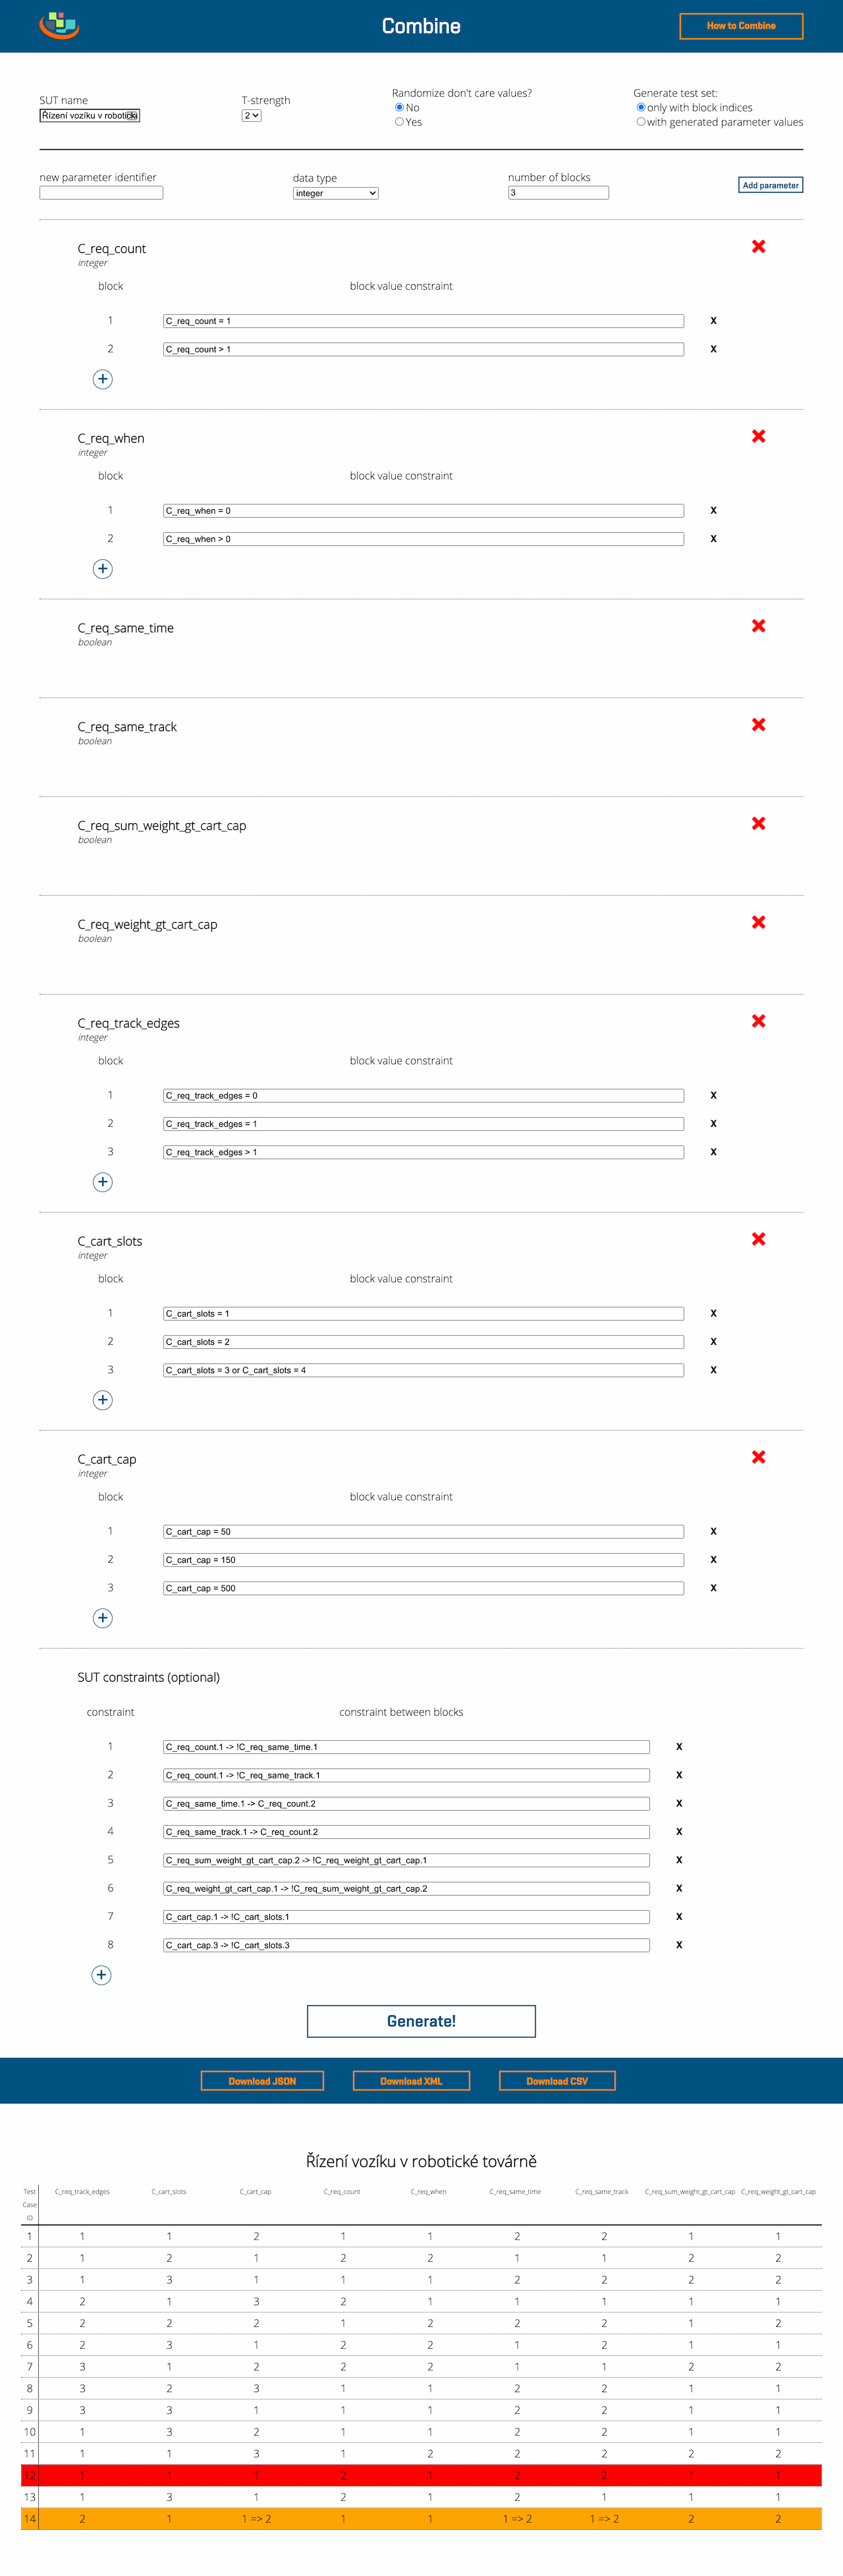 Combine
How to Combine
SUT name
T-strength
Randomize don't care values?
Generate test set:
Řízení vozíku v robotick
2
No
only with block indices
Yes
with generated parameter values
new parameter identifier
data type
number of blocks
integer
3
Add parameter
C_req_count
integer
block block value constraint
1 C_req_count = 1 X
2 C_req_count > 1 X
+
C_req_when
integer
block block value constraint
1 C_req_when = 0 X
2 C_req_when > 0 X
+
C_req_same_time
boolean
C_req_same_track
boolean
C_req_sum_weight_gt_cart_cap
boolean
C_req_weight_gt_cart_cap
boolean
C_req_track_edges
integer
block block value constraint
1 C_req_track_edges = 0 X
2 C_req_track_edges = 1 X
3 C_req_track_edges > 1 X
+
C_cart_slots
integer
block block value constraint
1 C_cart_slots = 1 X
2 C_cart_slots = 2 X
3 C_cart_slots = 3 or C_cart_slots = 4 X
+
C_cart_cap
integer
block block value constraint
1 C_cart_cap = 50 X
2 C_cart_cap = 150 X
3 C_cart_cap = 500 X
+
SUT constraints (optional)
constraint constraint between blocks
1 C_req_count.1 -> !C_req_same_time.1 X
2 C_req_count.1 -> !C_req_same_track.1 X
3 C_req_same_time.1 -> C_req_count.2 X
4 C_req_same_track.1 -> C_req_count.2 X
5 C_req_sum_weight_gt_cart_cap.2 -> !C_req_weight_gt_cart_cap.1 X
6 C_req_weight_gt_cart_cap.1 -> !C_req_sum_weight_gt_cart_cap.2 X
7 C_cart_cap.1 -> !C_cart_slots.1 X
8 C_cart_cap.3 -> !C_cart_slots.3 X
+
Generate!
Download JSON Download XML Download CSV
Řízení vozíku v robotické továrně
Test Case ID C_req_track_edges C_cart_slots C_cart_cap C_req_count C_req_when C_req_same_time C_req_same_track C_req_sum_weight_gt_cart_cap C_req_weight_gt_cart_cap
1 1 1 2 1 1 2 2 1 1
2 1 2 1 2 2 1 1 2 2
3 1 3 1 1 1 2 2 2 2
4 2 1 3 2 1 1 1 1 1
5 2 2 2 1 2 2 2 1 2
6 2 3 1 2 2 1 2 1 1
7 3 1 2 2 2 1 1 2 2
8 3 2 3 1 1 2 2 1 1
9 3 3 1 1 1 2 2 1 1
10 1 3 2 1 1 2 2 1 1
11 1 1 3 1 2 2 2 2 2
12 1 1 1 2 1 2 2 1 1
13 1 3 1 2 1 2 1 1 1
14 2 1 1 => 2 1 1 1 => 2 1 => 2 2 2